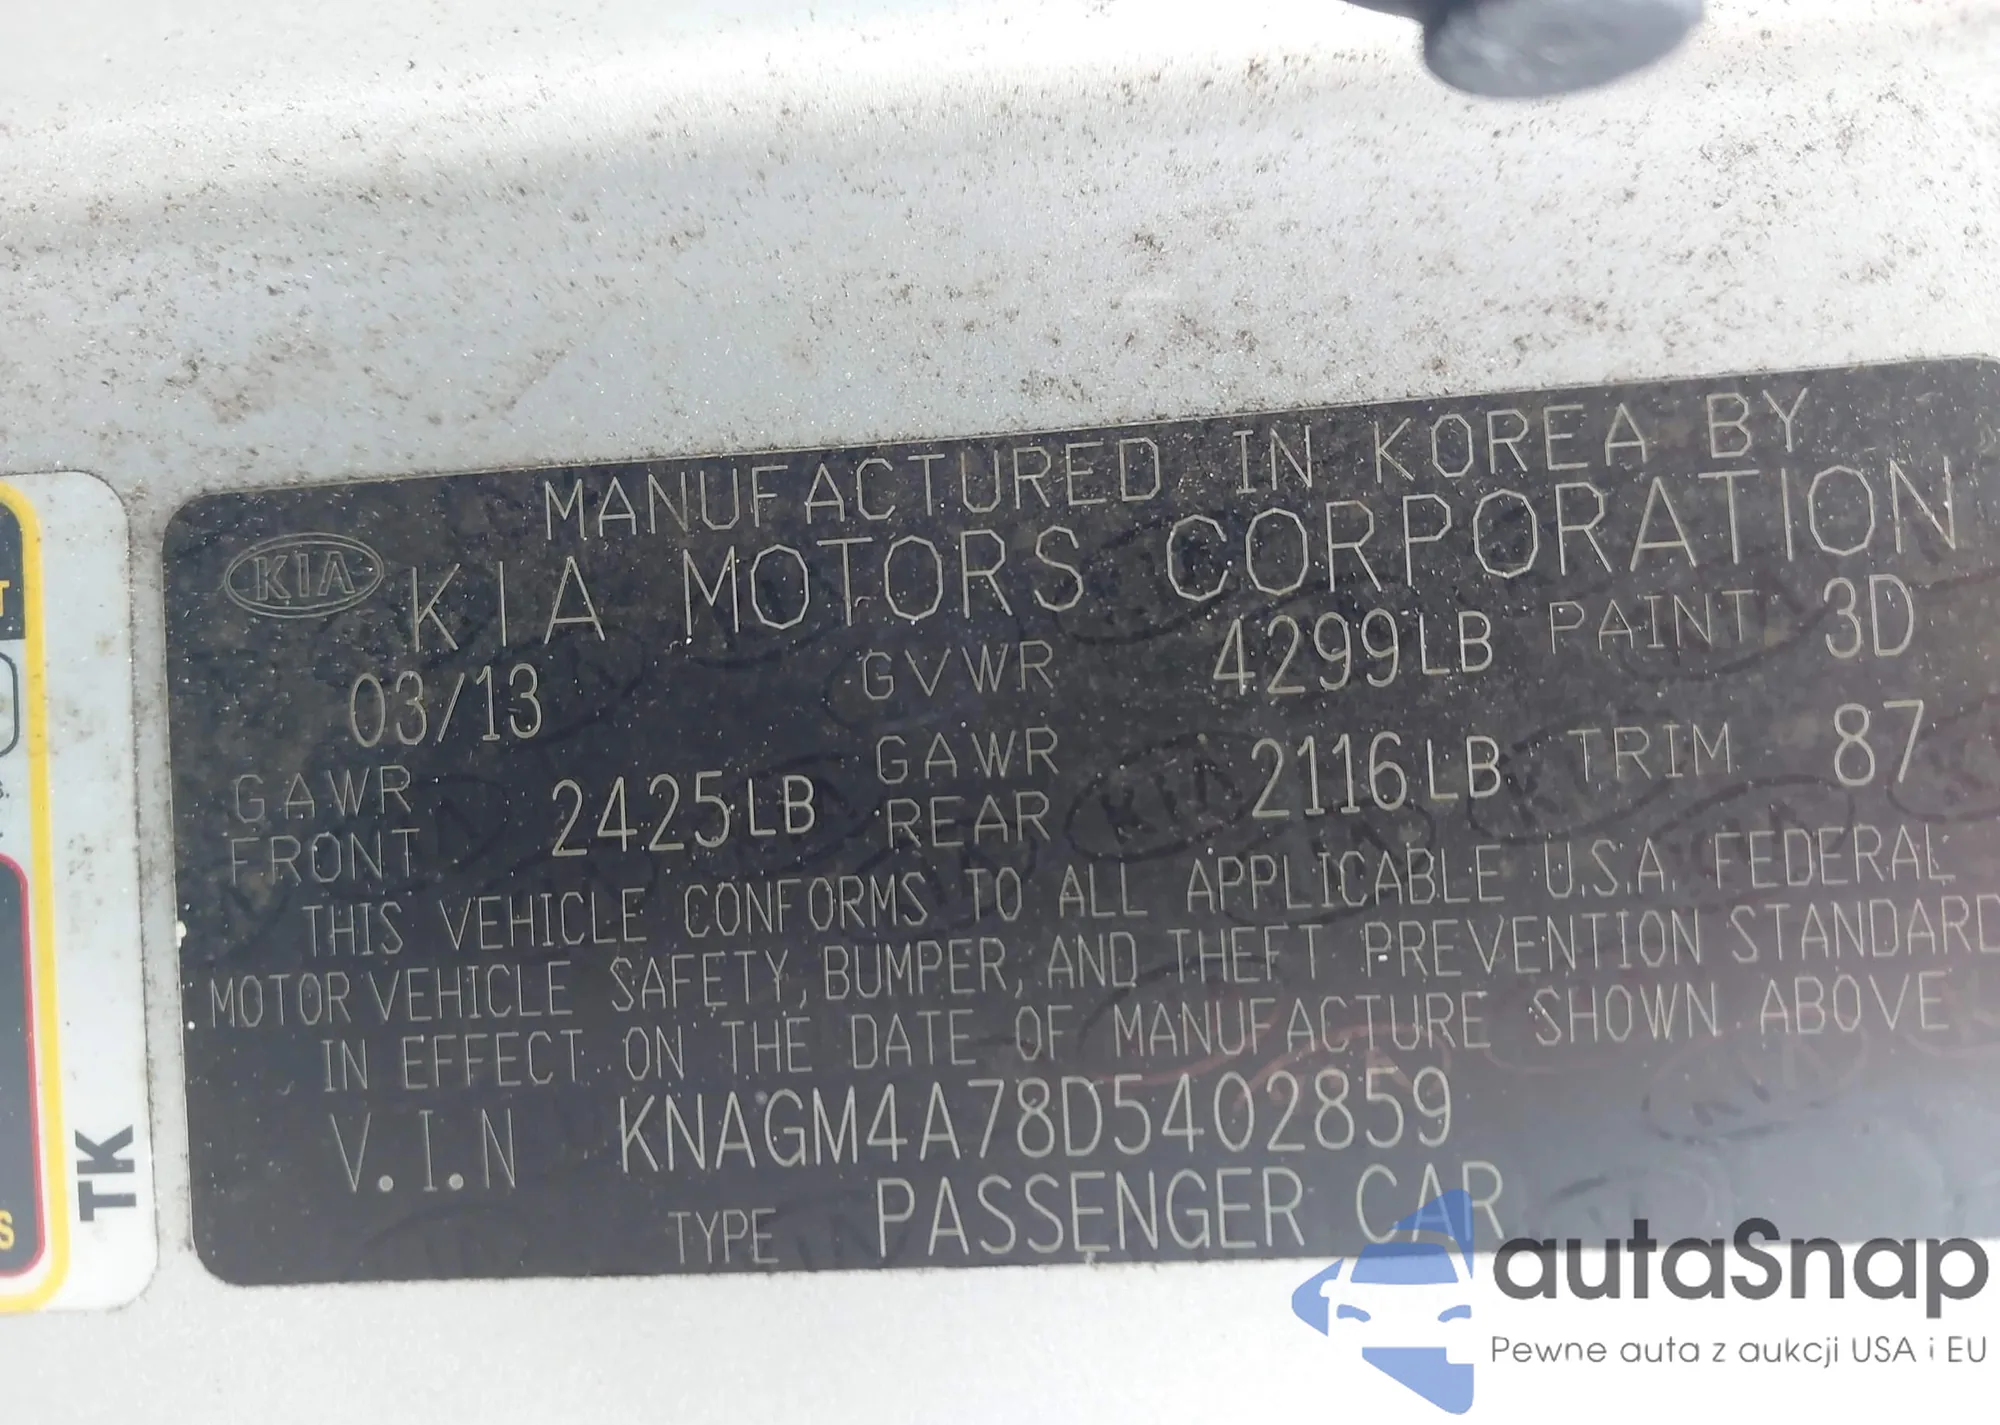 MANUFACTURED IN KOREA BY
KIA KIA MOTORS CORPORATION
03/13 GVWR 4299LB PAINT 3D
GAWR FRONT 2425LB GAWR REAR 2116LB TRIM 87
THIS VEHICLE CONFORMS TO ALL APPLICABLE U.S.A. FEDERAL
MOTOR VEHICLE SAFETY, BUMPER, AND THEFT PREVENTION STANDARD
IN EFFECT ON THE DATE OF MANUFACTURE SHOWN ABOVE
V.I.N KNAGM4A78D5402859
TYPE PASSENGER CAR
TK
autaSnap
Pewne auta z aukcji USA i EU